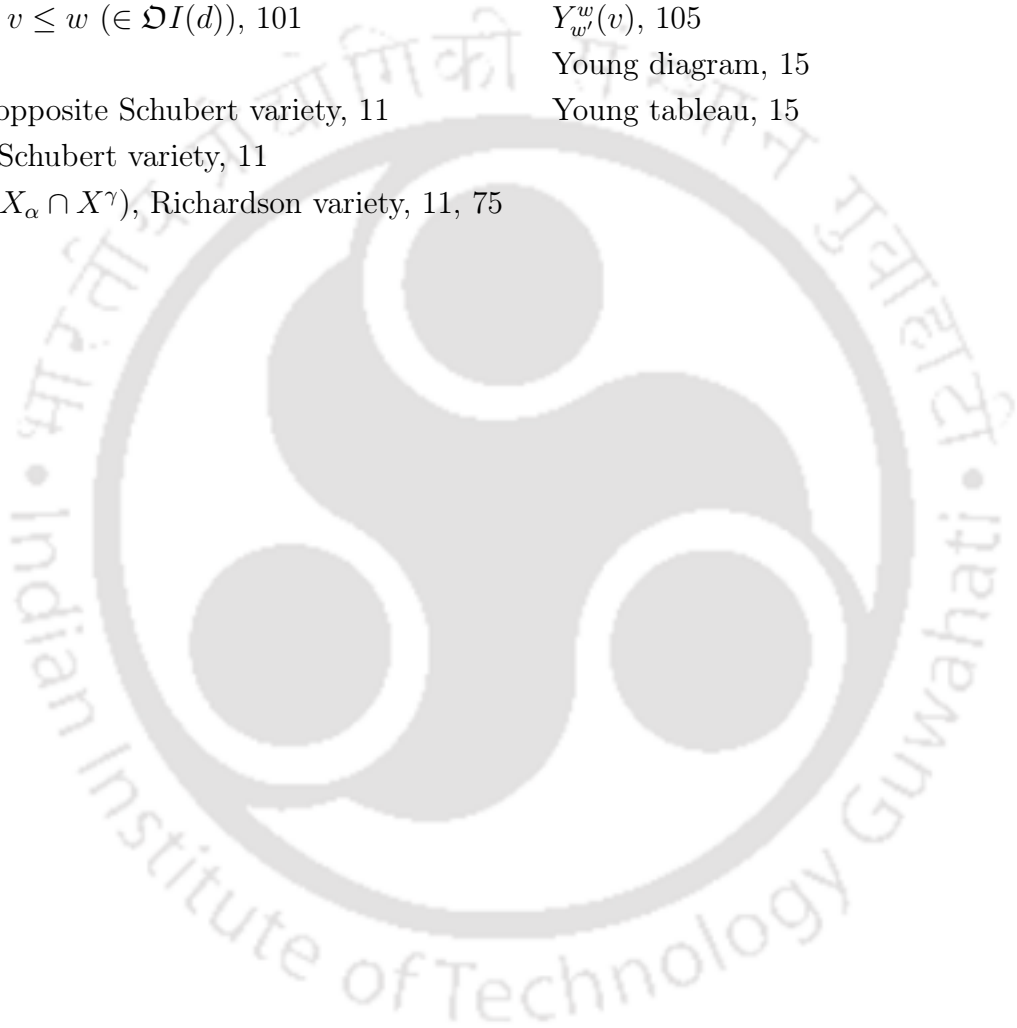 v ≤ w (∈ 𝔇I(d)), 101
opposite Schubert variety, 11
Schubert variety, 11
X_α ∩ X^γ), Richardson variety, 11, 75
Y^w_{w'}(v), 105
Young diagram, 15
Young tableau, 15
Indian Institute of Technology Guwahati